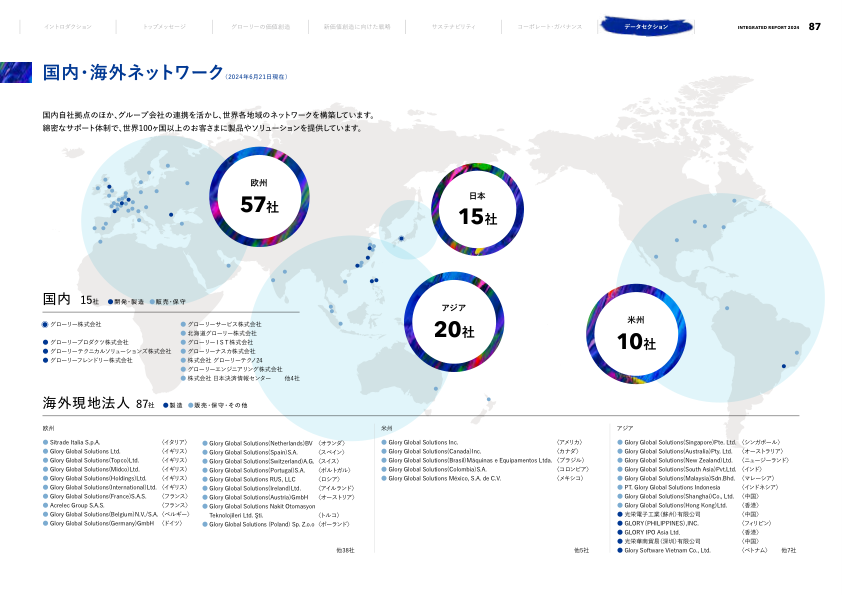 イントロダクション
トップメッセージ
グローリーの価値創造
新価値創造に向けた戦略
サステナビリティ
コーポレート・ガバナンス
データセクション
INTEGRATED REPORT 2024 87
国内・海外ネットワーク（2024年6月21日現在）
国内自社拠点のほか、グループ会社の連携を活かし、世界各地域のネットワークを構築しています。
綿密なサポート体制で、世界100ヶ国以上のお客さまに製品やソリューションを提供しています。
欧州
57社
日本
15社
アジア
20社
米州
10社
国内 15社 ●開発・製造 ●販売・保守
グローリー株式会社
グロープロダクツ株式会社
グローリーテクニカルソリューションズ株式会社
グローリーフレンドリー株式会社
グローリーサービス株式会社
北海道グローリー株式会社
グローリーIST株式会社
グローリーナスカ株式会社
株式会社 グローリーテクノ24
グローリーエンジニアリング株式会社
株式会社 日本決済情報センター 他4社
海外現地法人 87社 ●製造 ●販売・保守・その他
欧州
Sitrade Italia S.p.A. （イタリア）
Glory Global Solutions Ltd. （イギリス）
Glory Global Solutions(Topco)Ltd. （イギリス）
Glory Global Solutions(Midco)Ltd. （イギリス）
Glory Global Solutions(Holdings)Ltd. （イギリス）
Glory Global Solutions(International)Ltd. （イギリス）
Glory Global Solutions(France)S.A.S. （フランス）
Acrelec Group S.A.S. （フランス）
Glory Global Solutions(Belgium)N.V./S.A. （ベルギー）
Glory Global Solutions(Germany)GmbH （ドイツ）
Glory Global Solutions(Netherlands)BV （オランダ）
Glory Global Solutions(Spain)S.A. （スペイン）
Glory Global Solutions(Switzerland)A.G. （スイス）
Glory Global Solutions(Portugal)S.A. （ポルトガル）
Glory Global Solutions RUS, LLC （ロシア）
Glory Global Solutions(Ireland)Ltd. （アイルランド）
Glory Global Solutions(Austria)GmbH （オーストリア）
Glory Global Solutions Nakit Otomasyon
Teknolojileri Ltd. Şti. （トルコ）
Glory Global Solutions (Poland) Sp. Z.o.o （ポーランド）
他38社
米州
Glory Global Solutions Inc. （アメリカ）
Glory Global Solutions(Canada)Inc. （カナダ）
Glory Global Solutions(Brasil)Máquinas e Equipamentos Ltda. （ブラジル）
Glory Global Solutions(Colombia)S.A. （コロンビア）
Glory Global Solutions México, S.A. de C.V. （メキシコ）
他5社
アジア
Glory Global Solutions(Singapore)Pte. Ltd. （シンガポール）
Glory Global Solutions(Australia)Pty. Ltd. （オーストラリア）
Glory Global Solutions(New Zealand)Ltd. （ニュージーランド）
Glory Global Solutions(South Asia)Pvt.Ltd. （インド）
Glory Global Solutions(Malaysia)Sdn.Bhd. （マレーシア）
PT. Glory Global Solutions Indonesia （インドネシア）
Glory Global Solutions(Shanghai)Co., Ltd. （中国）
Glory Global Solutions(Hong Kong)Ltd. （香港）
光栄電子工業（蘇州）有限公司 （中国）
GLORY(PHILIPPINES),INC. （フィリピン）
GLORY IPO Asia Ltd. （香港）
光栄華南貿易（深圳）有限公司 （中国）
Glory Software Vietnam Co., Ltd. （ベトナム） 他7社